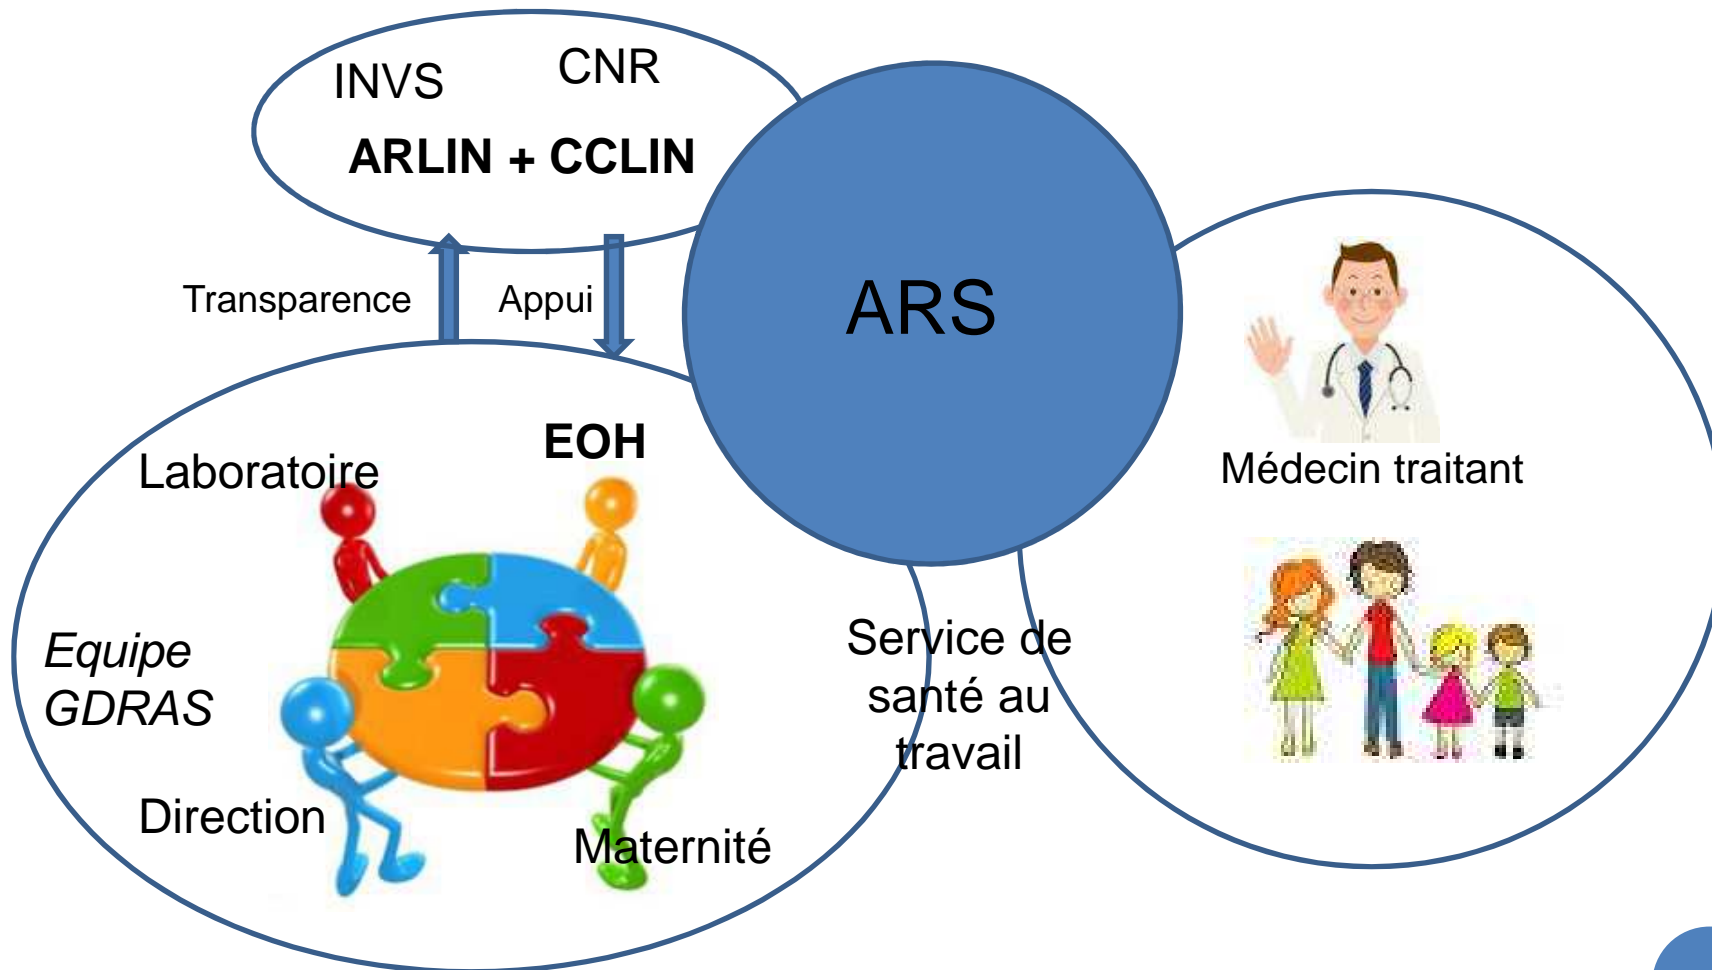 INVS
CNR
ARLIN + CCLIN
ARS
Transparence
Appui
EOH
Laboratoire
Médecin traitant
Equipe
GDRAS
Service de
santé au
travail
Direction
Maternité